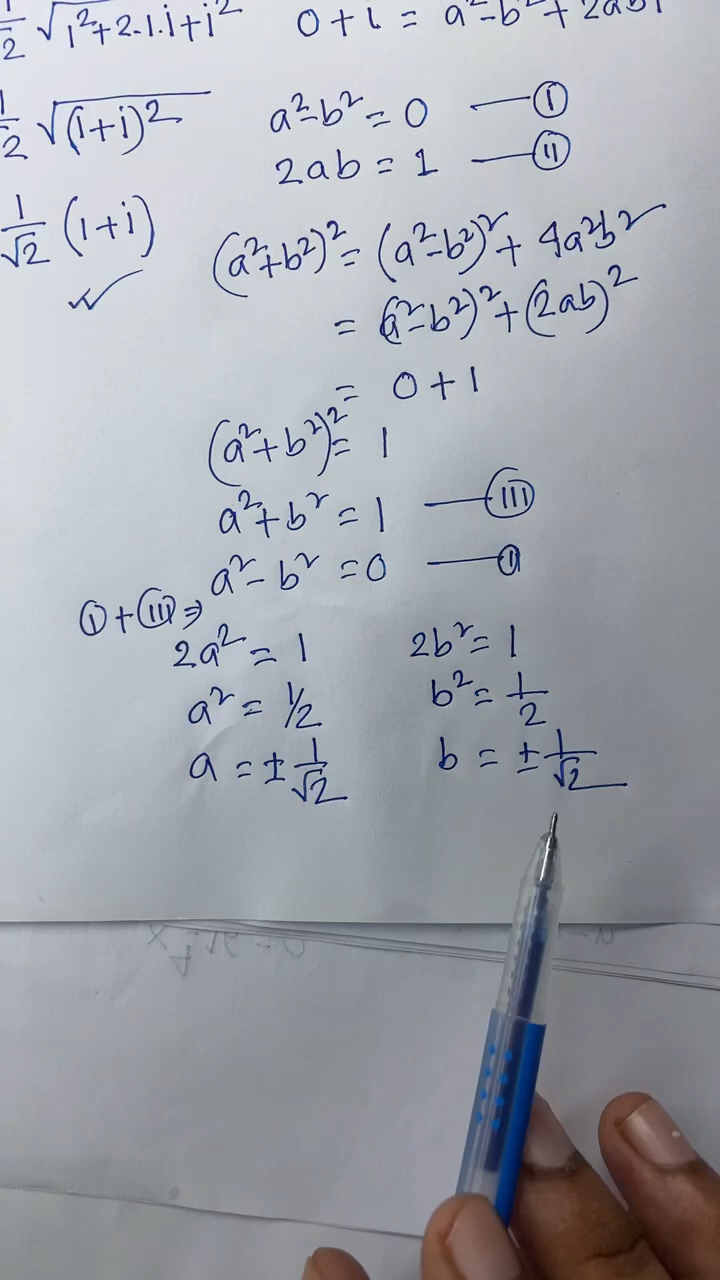 1/2 √(1²+2·1·i+i²)
1/2 √(1+i)²
1/√2 (1+i)
0+i = a²-b²+2abi
a²-b² = 0 — (I)
2ab = 1 — (II)
(a²+b²)² = (a²-b²)²+ 4a²b²
= (a²-b²)²+(2ab)²
= 0+1
(a²+b²)² = 1
a²+b² = 1 — (III)
a²-b² = 0 — (I)
(I)+(III)⇒
2a² = 1
a² = 1/2
a = ± 1/√2
2b² = 1
b² = 1/2
b = ± 1/√2